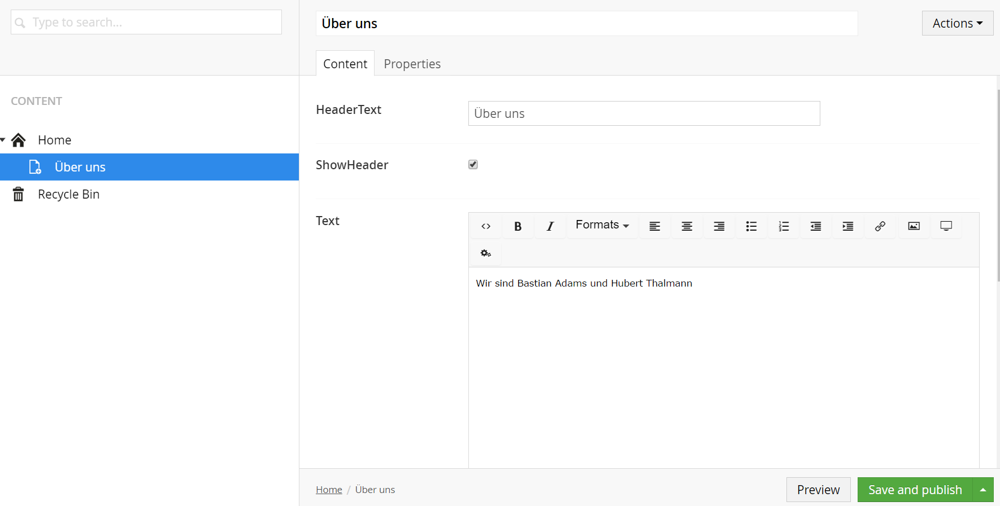 Type to search...
CONTENT
Home
Über uns
Recycle Bin
Über uns
Actions
Content Properties
HeaderText Über uns
ShowHeader
Text
B I Formats
Wir sind Bastian Adams und Hubert Thalmann
Home / Über uns
Preview Save and publish